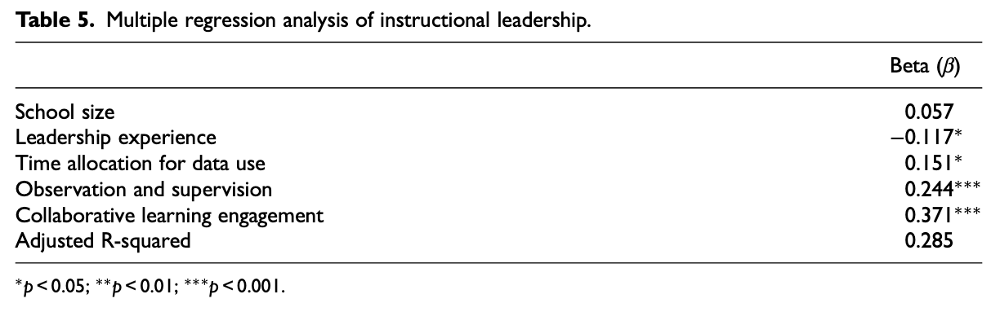 Table 5. Multiple regression analysis of instructional leadership.
Beta (β)
School size 0.057
Leadership experience −0.117*
Time allocation for data use 0.151*
Observation and supervision 0.244***
Collaborative learning engagement 0.371***
Adjusted R-squared 0.285
*p < 0.05; **p < 0.01; ***p < 0.001.